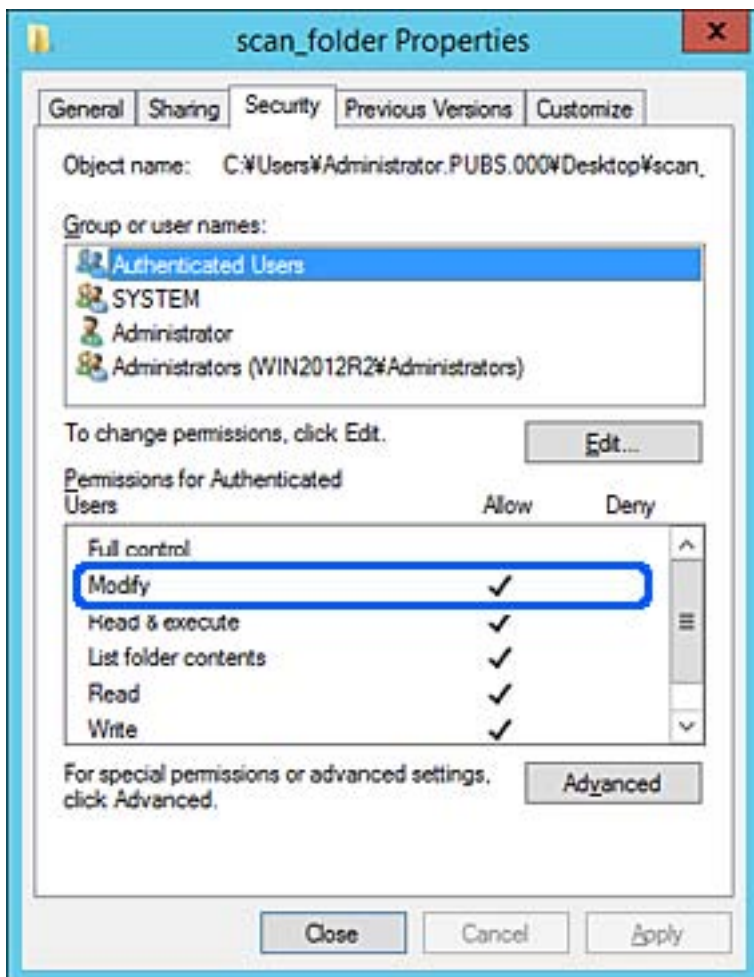 scan_folder Properties
General Sharing Security Previous Versions Customize
Object name: C:¥Users¥Administrator.PUBS.000¥Desktop¥scan_
Group or user names:
Authenticated Users
SYSTEM
Administrator
Administrators (WIN2012R2¥Administrators)
To change permissions, click Edit.
Edit...
Permissions for Authenticated
Users Allow Deny
Full control
Modify
Read & execute
List folder contents
Read
Write
For special permissions or advanced settings,
click Advanced.
Advanced
Close Cancel Apply